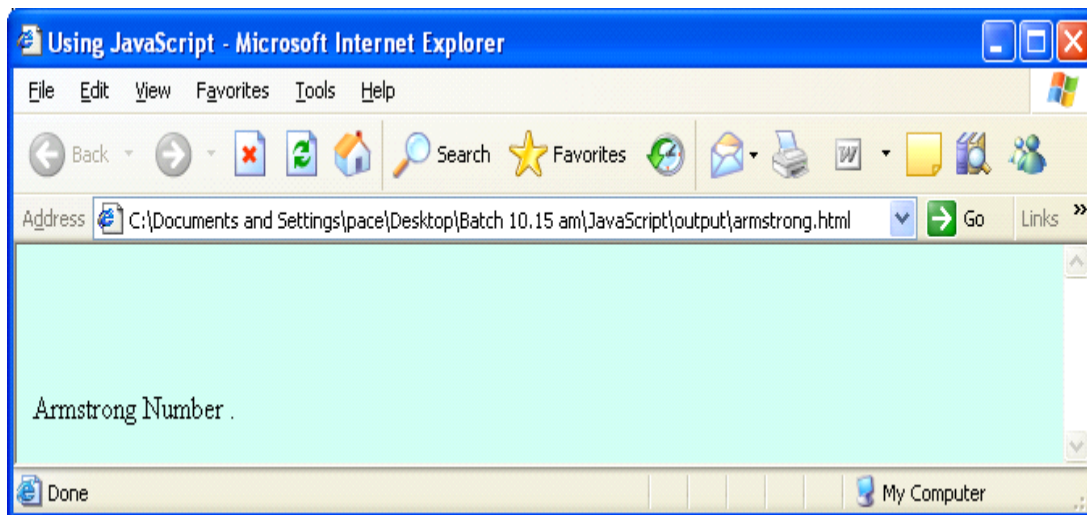 Using JavaScript - Microsoft Internet Explorer
File Edit View Favorites Tools Help
Back Search Favorites W
Address C:\Documents and Settings\pace\Desktop\Batch 10.15 am\JavaScript\output\armstrong.html Go Links »
Armstrong Number .
Done My Computer